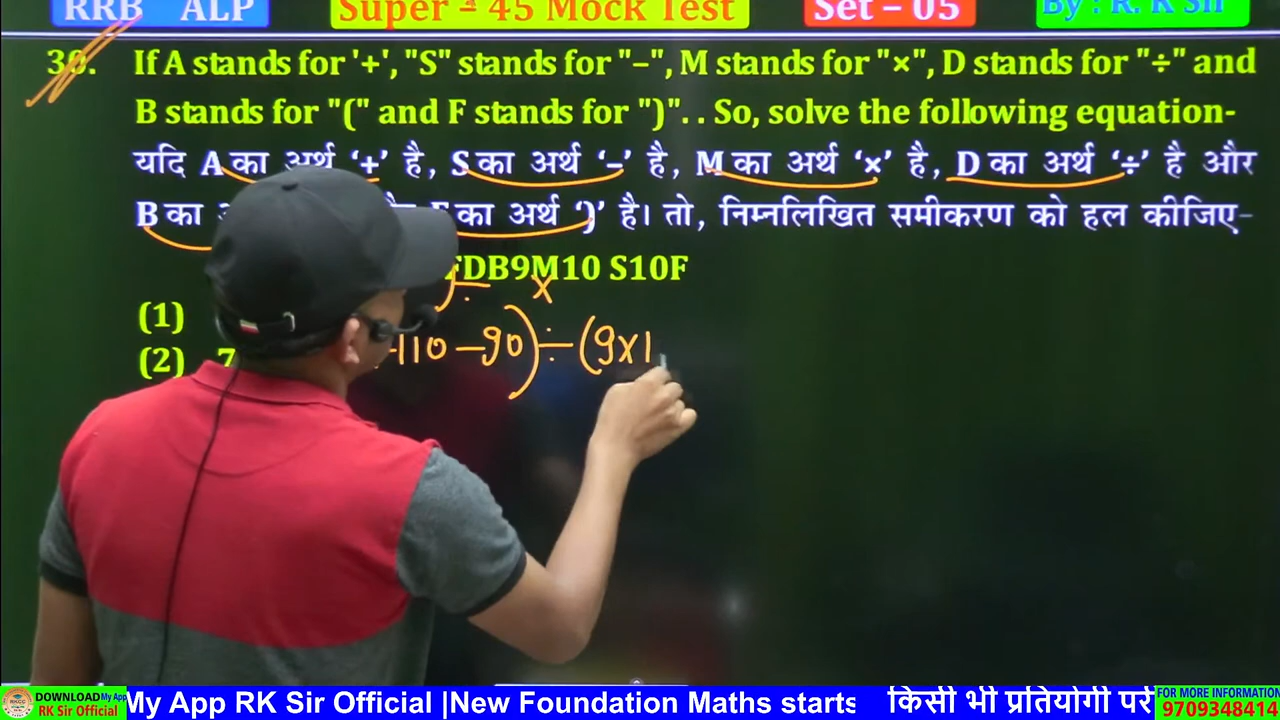 RRB ALP Super - 45 Mock Test Set – 05 By : R. K Sir
30. If A stands for '+', "S" stands for "–", M stands for "×", D stands for "÷" and
B stands for "(" and F stands for ")". . So, solve the following equation-
यदि A का अर्थ ‘+’ है, S का अर्थ ‘–’ है, M का अर्थ ‘×’ है, D का अर्थ ‘÷’ है और
B का का अर्थ ‘)’ है। तो, निम्नलिखित समीकरण को हल कीजिए-
FDB9M10 S10F
) ÷ ×
(1)
110 – 90) ÷ (9×1
(2) 7
DOWNLOAD My App
RK Sir Official
My App RK Sir Official |New Foundation Maths starts किसी भी प्रतियोगी
FOR MORE INFORMATION
9709348414